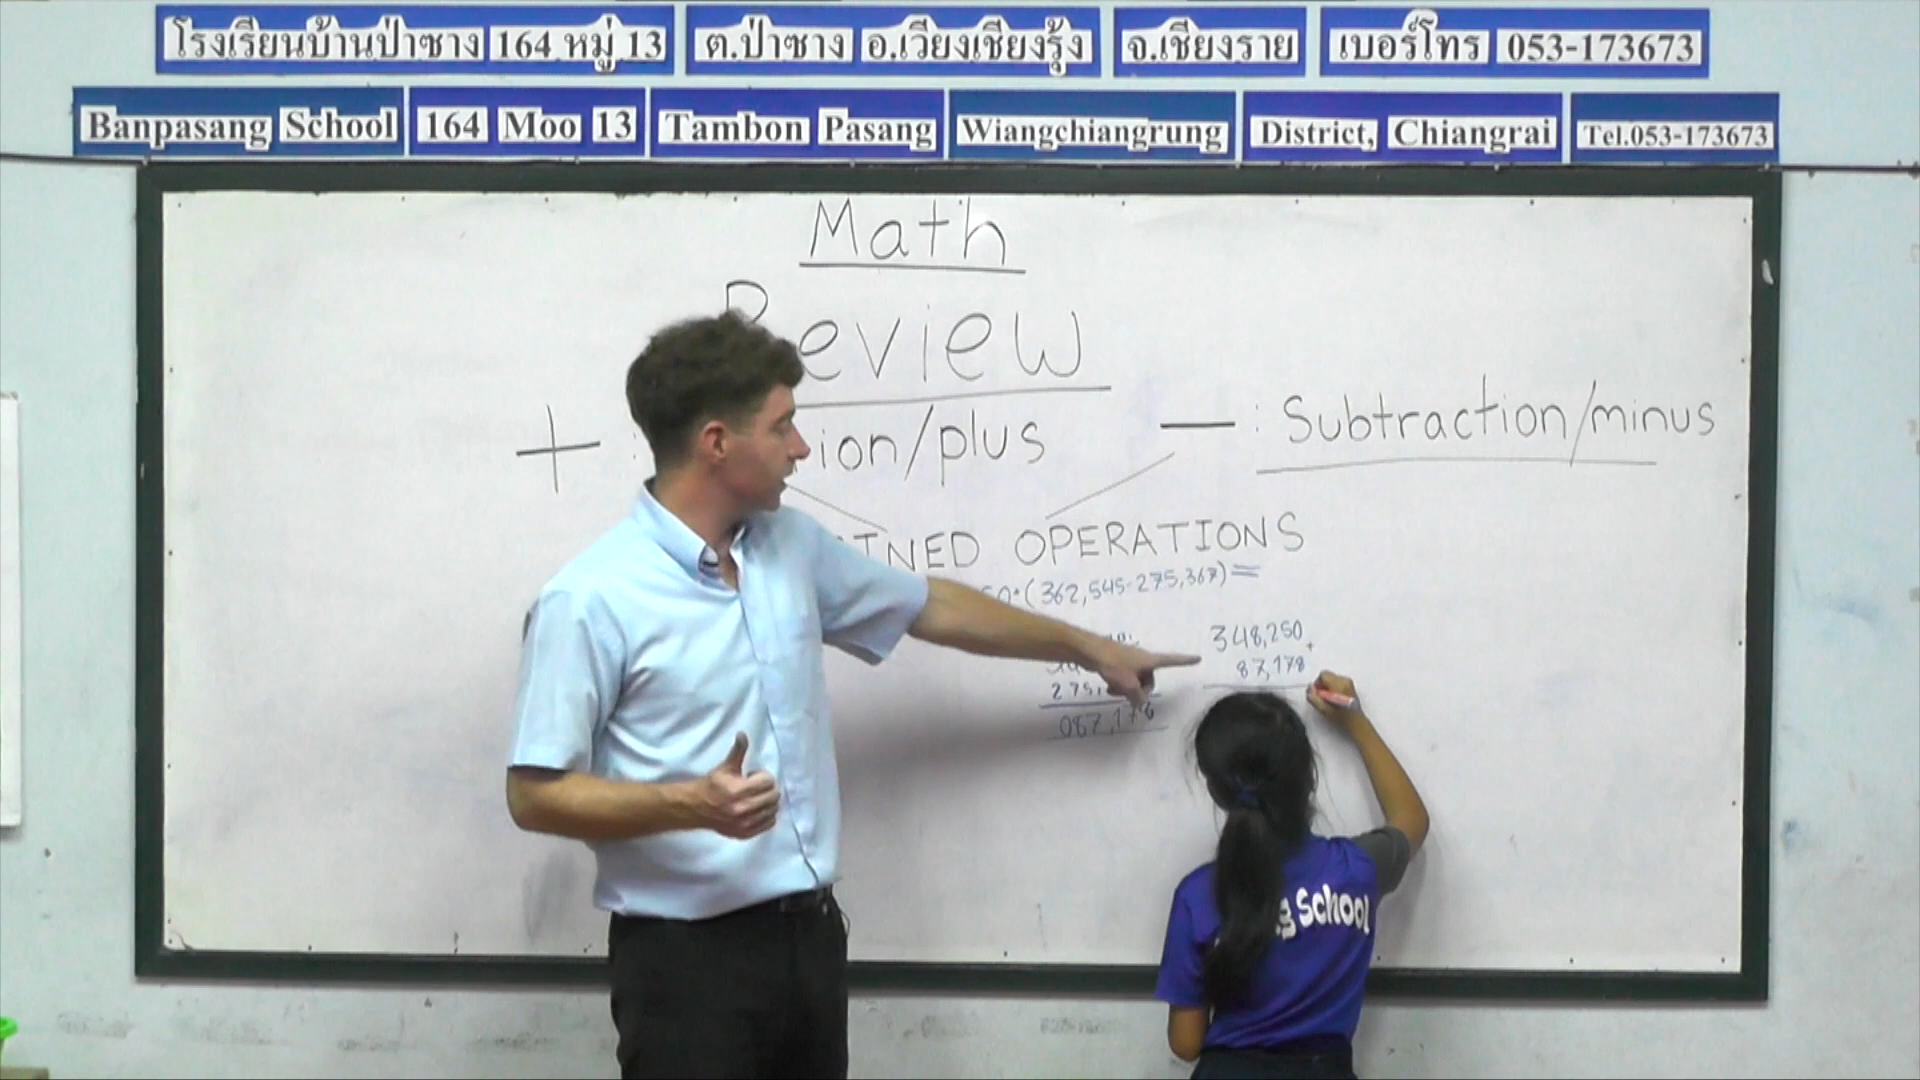 โรงเรียนบ้านป่าซาง 164 หมู่ 13 ต.ป่าซาง อ.เวียงเชียงรุ้ง จ.เชียงราย เบอร์โทร 053-173673
Banpasang School 164 Moo 13 Tambon Pasang Wiangchiangrung District, Chiangrai Tel.053-173673
Math
Review
+ : ion/plus
— : Subtraction/minus
INED OPERATIONS
50+(362,545-275,367)=
348,250
+
87,178
275,
087,178
School